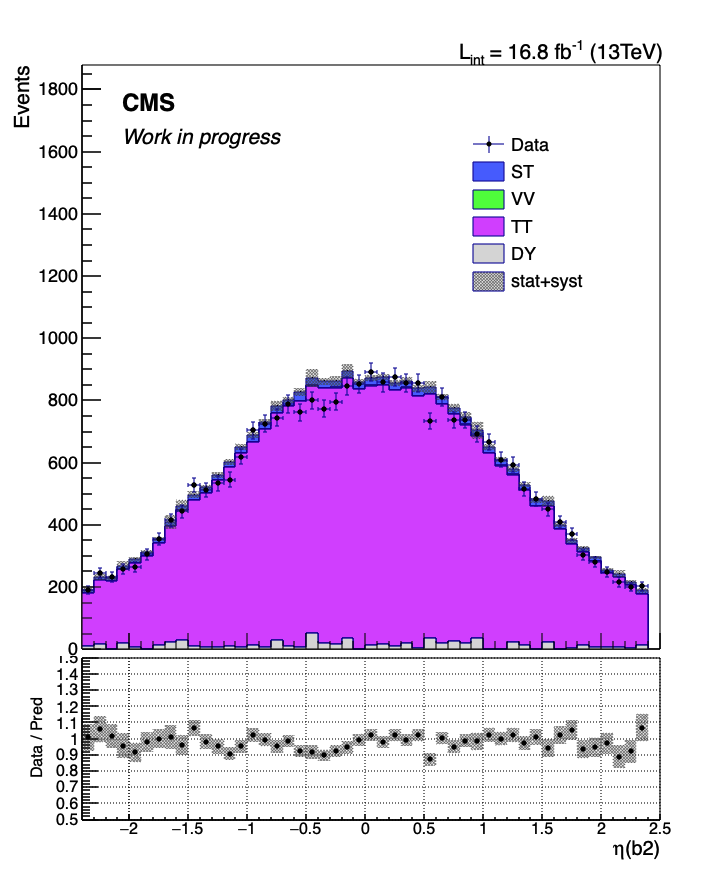 L_int = 16.8 fb⁻¹ (13TeV)
Events
1800
1600
1400
1200
1000
800
600
400
200
0
CMS
Work in progress
Data
ST
VV
TT
DY
stat+syst
Data / Pred
1.5
1.4
1.3
1.2
1.1
1
0.9
0.8
0.7
0.6
0.5
−2 −1.5 −1 −0.5 0 0.5 1 1.5 2 2.5
η(b2)